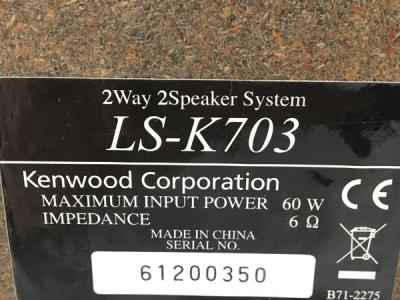 2Way 2Speaker System
LS-K703
Kenwood Corporation
MAXIMUM INPUT POWER 60 W
IMPEDANCE 6 Ω
MADE IN CHINA
SERIAL NO.
61200350
CE
B71-2275